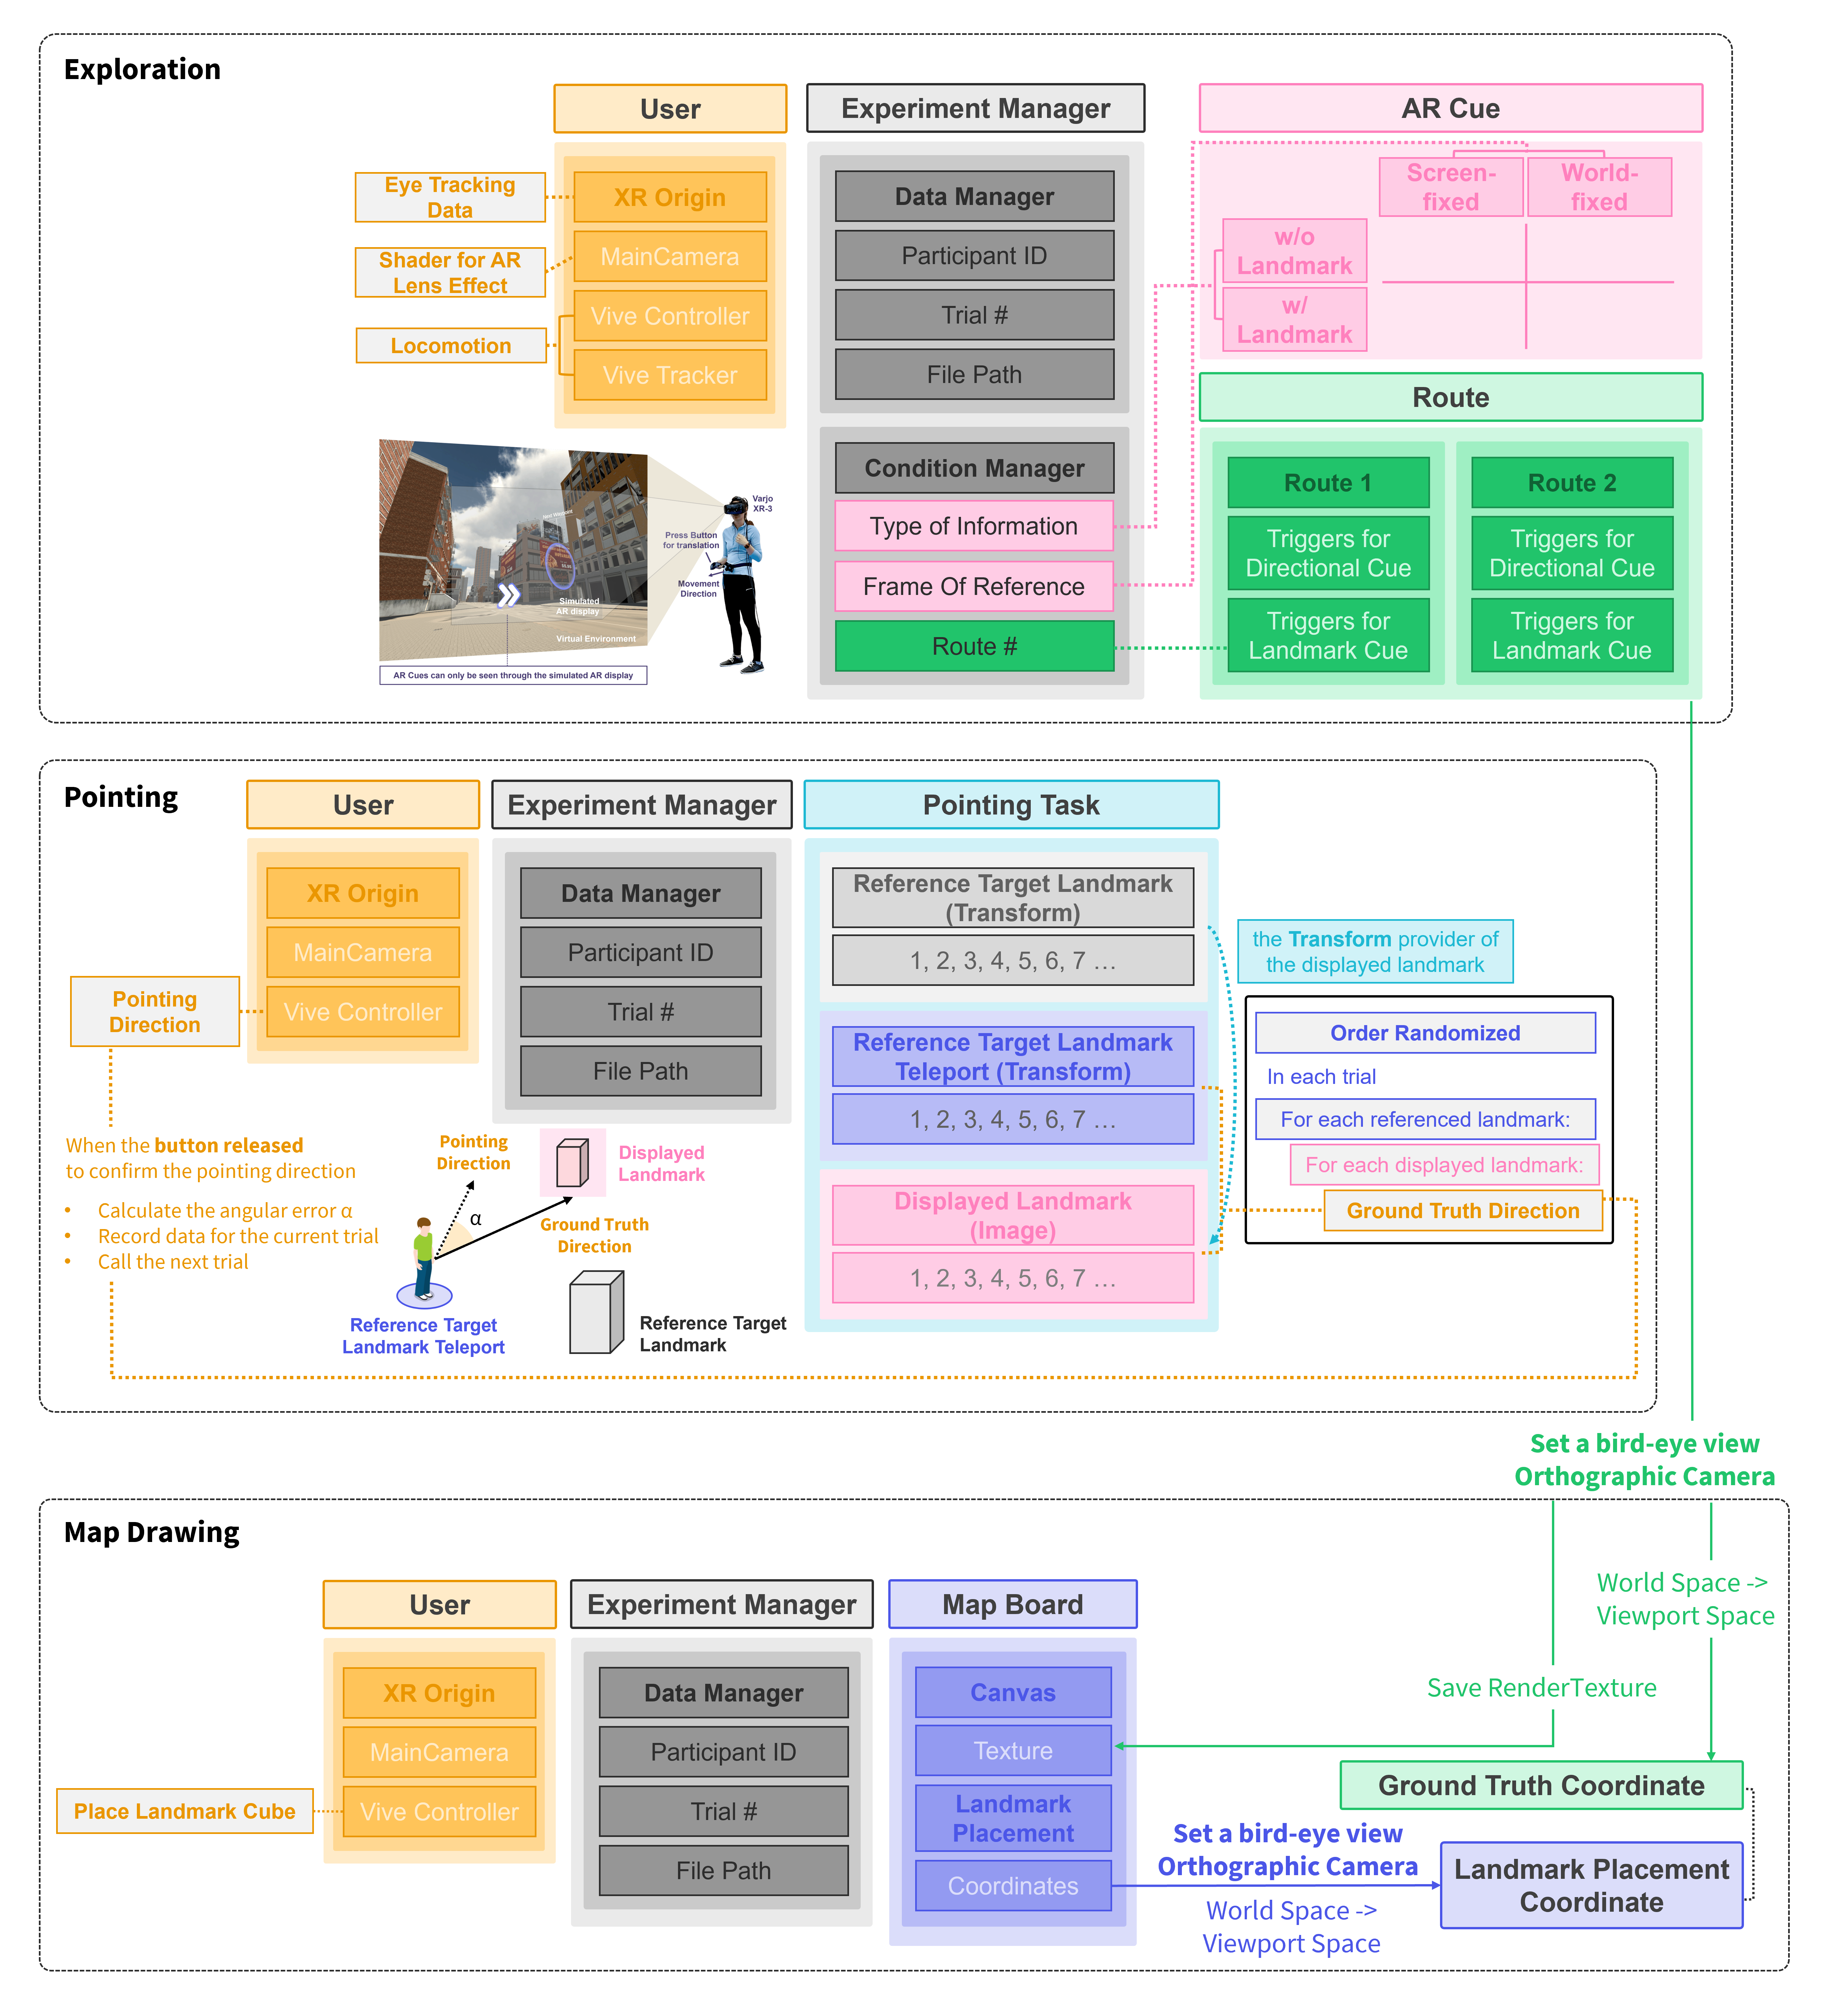 Exploration
User
Experiment Manager
AR Cue
Eye Tracking
Data
Shader for AR
Lens Effect
Locomotion
XR Origin
MainCamera
Vive Controller
Vive Tracker
Data Manager
Participant ID
Trial #
File Path
Condition Manager
Type of Information
Frame Of Reference
Route #
Screen-
fixed
World-
fixed
w/o
Landmark
w/
Landmark
Route
Route 1
Triggers for
Directional Cue
Triggers for
Landmark Cue
Route 2
Triggers for
Directional Cue
Triggers for
Landmark Cue
Next Waypoint
Simulated
AR display
Virtual Environment
Varjo
XR-3
Press Button
for translation
Movement
Direction
AR Cues can only be seen through the simulated AR display
Pointing
User
Experiment Manager
Pointing Task
XR Origin
MainCamera
Vive Controller
Pointing
Direction
Data Manager
Participant ID
Trial #
File Path
Reference Target Landmark
(Transform)
1, 2, 3, 4, 5, 6, 7 ...
Reference Target Landmark
Teleport (Transform)
1, 2, 3, 4, 5, 6, 7 ...
Displayed Landmark
(Image)
1, 2, 3, 4, 5, 6, 7 ...
the Transform provider of
the displayed landmark
Order Randomized
In each trial
For each referenced landmark:
For each displayed landmark:
Ground Truth Direction
When the button released
to confirm the pointing direction
• Calculate the angular error α
• Record data for the current trial
• Call the next trial
Pointing
Direction
Displayed
Landmark
α
Ground Truth
Direction
Reference Target
Landmark Teleport
Reference Target
Landmark
Set a bird-eye view
Orthographic Camera
Map Drawing
User
Experiment Manager
Map Board
World Space ->
Viewport Space
XR Origin
MainCamera
Vive Controller
Place Landmark Cube
Data Manager
Participant ID
Trial #
File Path
Canvas
Texture
Landmark
Placement
Coordinates
Save RenderTexture
Ground Truth Coordinate
Set a bird-eye view
Orthographic Camera
World Space ->
Viewport Space
Landmark Placement
Coordinate